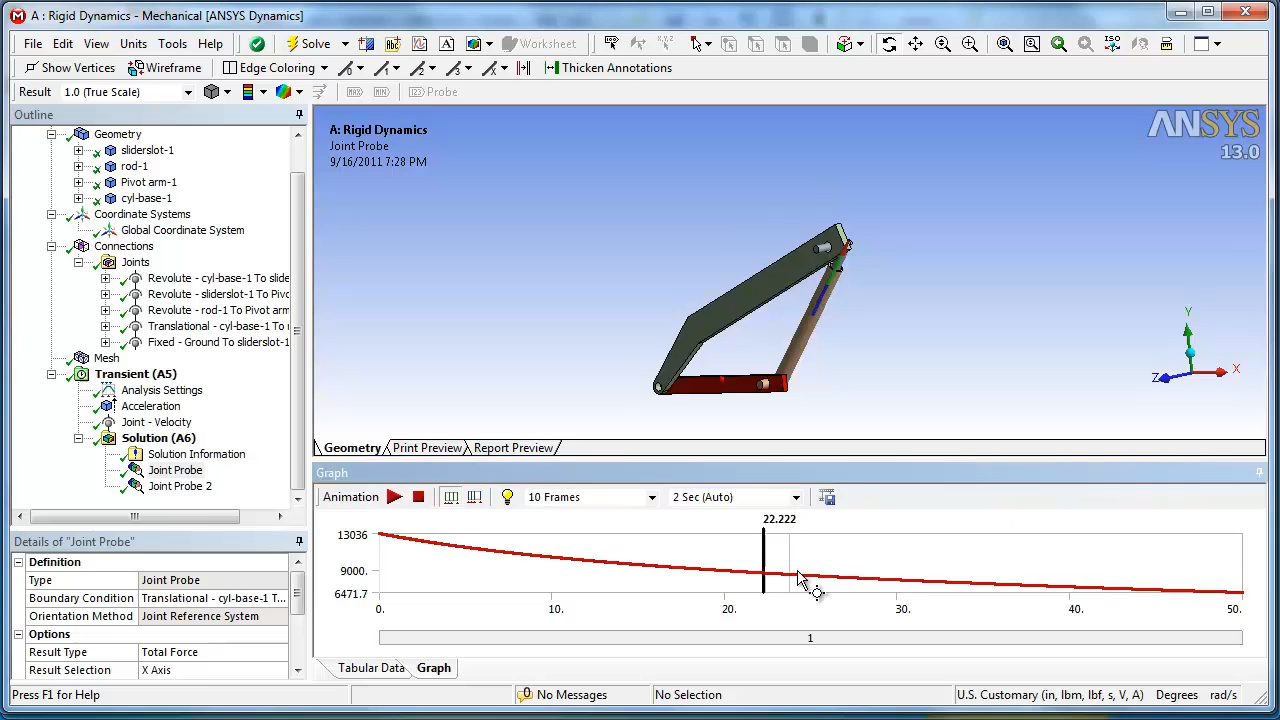 A : Rigid Dynamics - Mechanical [ANSYS Dynamics]
File Edit View Units Tools Help Solve Worksheet
Show Vertices Wireframe Edge Coloring Thicken Annotations
Result 1.0 (True Scale) Probe
Outline
Geometry
sliderslot-1
rod-1
Pivot arm-1
cyl-base-1
Coordinate Systems
Global Coordinate System
Connections
Joints
Revolute - cyl-base-1 To slide
Revolute - sliderslot-1 To Pivo
Revolute - rod-1 To Pivot arm
Translational - cyl-base-1 To r
Fixed - Ground To sliderslot-1
Mesh
Transient (A5)
Analysis Settings
Acceleration
Joint - Velocity
Solution (A6)
Solution Information
Joint Probe
Joint Probe 2
Details of "Joint Probe"
Definition
Type Joint Probe
Boundary Condition Translational - cyl-base-1 T...
Orientation Method Joint Reference System
Options
Result Type Total Force
Result Selection X Axis
A: Rigid Dynamics
Joint Probe
9/16/2011 7:28 PM
ANSYS
13.0
Y
Z X
Geometry Print Preview Report Preview
Graph
Animation 10 Frames 2 Sec (Auto)
22.222
13036
9000.
6471.7
0. 10. 20. 30. 40. 50.
1
Tabular Data Graph
Press F1 for Help 0 No Messages No Selection U.S. Customary (in, lbm, lbf, s, V, A) Degrees rad/s